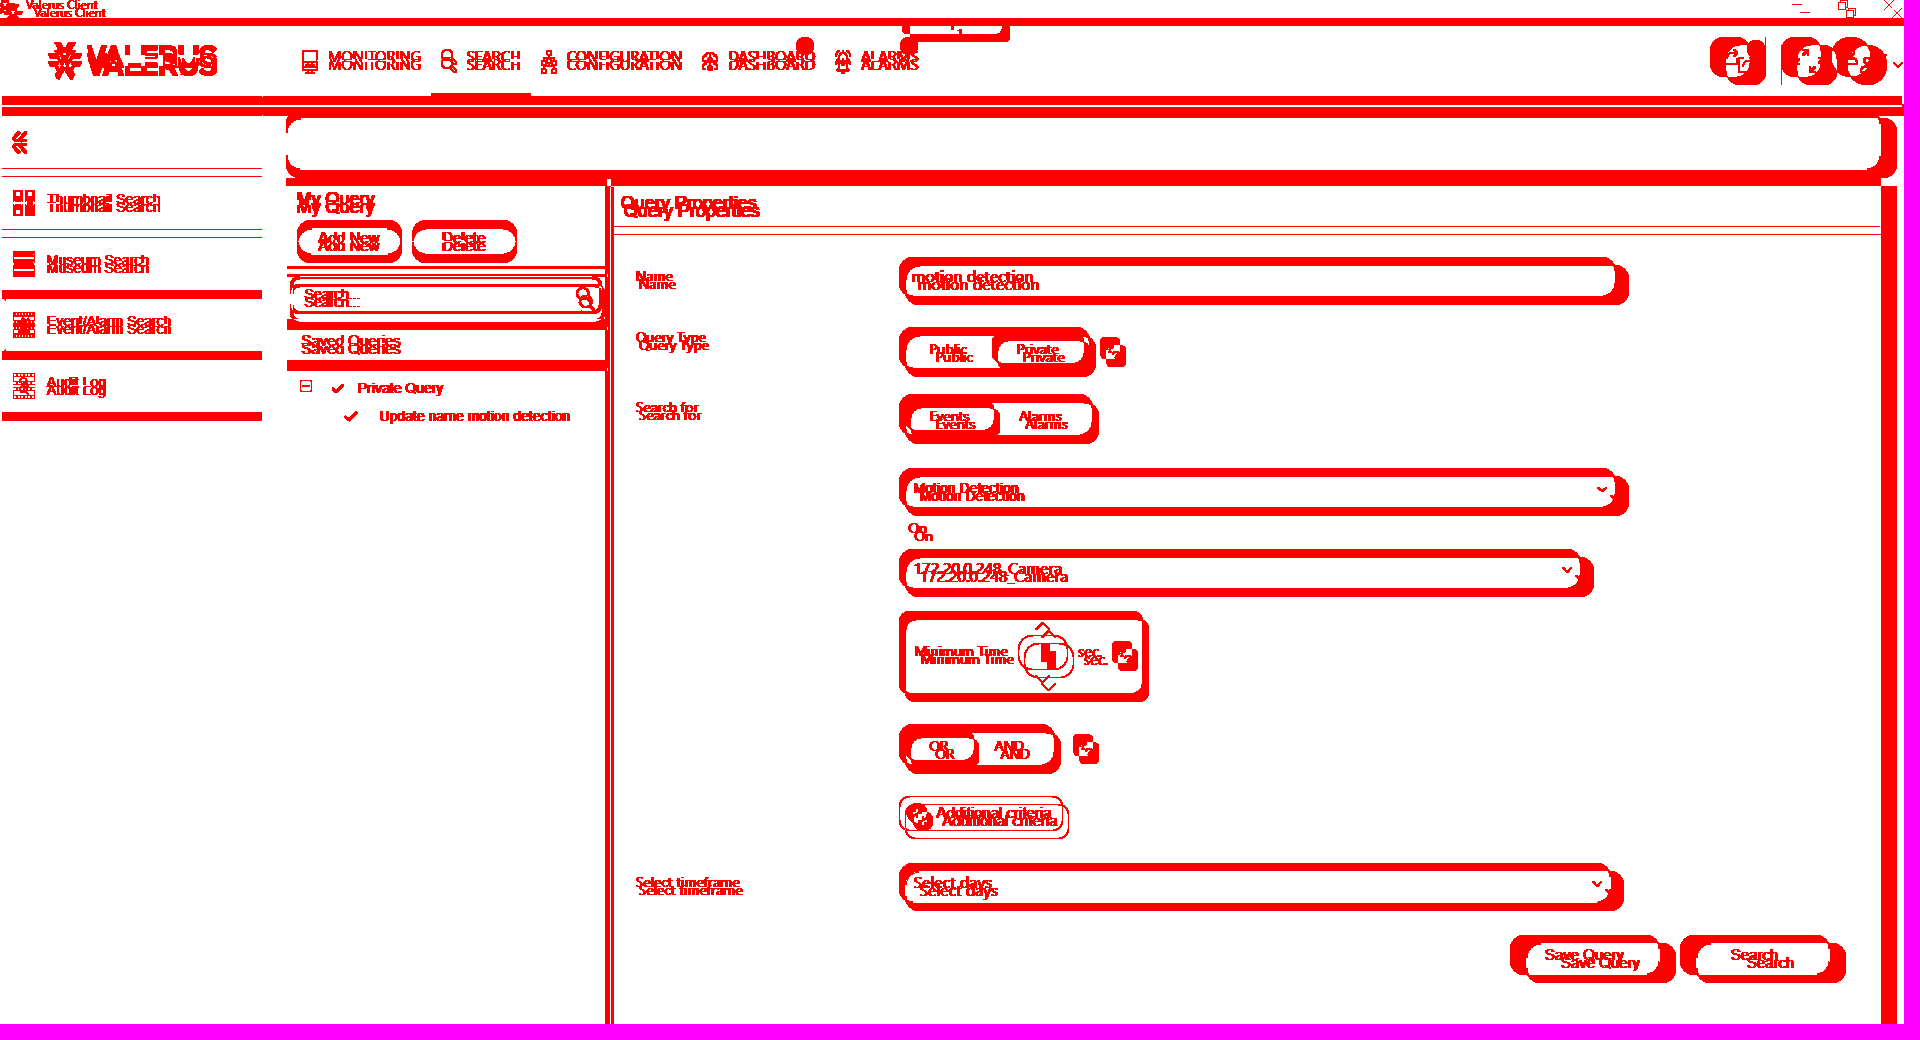 Valerus Client
VALERUS
MONITORING
SEARCH
CONFIGURATION
DASHBOARD
ALARMS
Thumbnail Search
Museum Search
Event/Alarm Search
Audit Log
My Query
Add New
Delete
Search...
Saved Queries
Private Query
Update name motion detection
Query Properties
Name
motion detection
Query Type
Public
Private
Search for
Events
Alarms
Motion Detection
On
172.20.0.248_Camera
Minimum Time
sec.
OR
AND
Additional criteria
Select timeframe
Select days
Save Query
Search